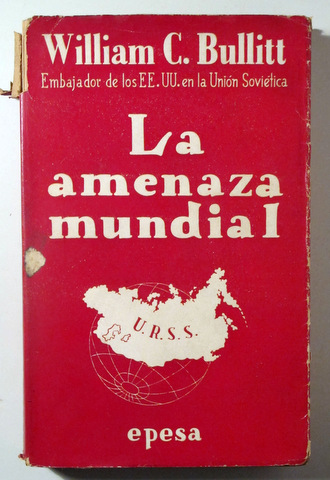 William C. Bullitt
Embajador de los EE. UU. en la Unión Soviética
La
amenaza
mundial
U.R.S.S.
epesa